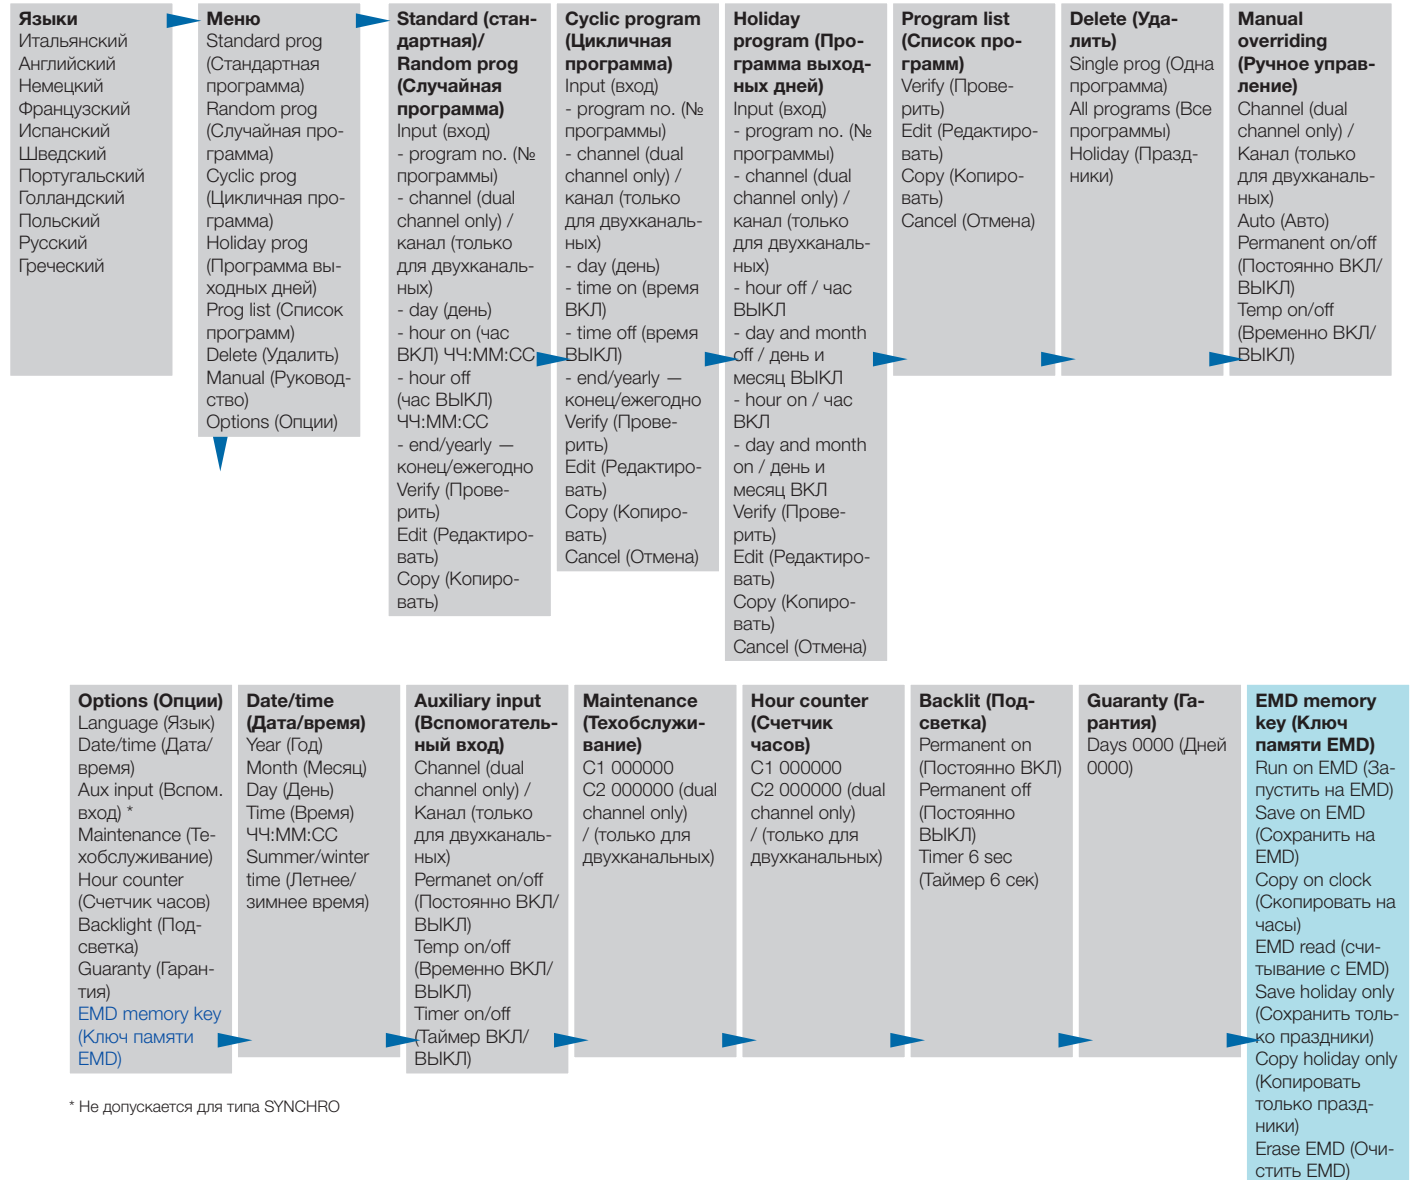 Языки
Итальянский
Английский
Немецкий
Французский
Испанский
Шведский
Португальский
Голландский
Польский
Русский
Греческий
Меню
Standard prog
(Стандартная
программа)
Random prog
(Случайная про-
грамма)
Cyclic prog
(Цикличная про-
грамма)
Holiday prog
(Программа вы-
ходных дней)
Prog list (Список
программ)
Delete (Удалить)
Manual (Руковод-
ство)
Options (Опции)
Standard (стан-
дартная)/
Random prog
(Случайная
программа)
Input (вход)
- program no. (№
программы)
- channel (dual
channel only) /
канал (только
для двухканаль-
ных)
- day (день)
- hour on (час
ВКЛ) ЧЧ:ММ:СС
- hour off
(час ВЫКЛ)
ЧЧ:ММ:СС
- end/yearly —
конец/ежегодно
Verify (Прове-
рить)
Edit (Редактиро-
вать)
Copy (Копиро-
вать)
Cyclic program
(Цикличная
программа)
Input (вход)
- program no. (№
программы)
- channel (dual
channel only) /
канал (только
для двухканаль-
ных)
- day (день)
- time on (время
ВКЛ)
- time off (время
ВЫКЛ)
- end/yearly —
конец/ежегодно
Verify (Прове-
рить)
Edit (Редактиро-
вать)
Copy (Копиро-
вать)
Cancel (Отмена)
Holiday
program (Про-
грамма выход-
ных дней)
Input (вход)
- program no. (№
программы)
- channel (dual
channel only) /
канал (только
для двухканаль-
ных)
- hour off / час
ВЫКЛ
- day and month
off / день и
месяц ВЫКЛ
- hour on / час
ВКЛ
- day and month
on / день и
месяц ВКЛ
Verify (Прове-
рить)
Edit (Редактиро-
вать)
Copy (Копиро-
вать)
Cancel (Отмена)
Program list
(Список про-
грамм)
Verify (Прове-
рить)
Edit (Редактиро-
вать)
Copy (Копиро-
вать)
Cancel (Отмена)
Delete (Уда-
лить)
Single prog (Одна
программа)
All programs (Все
программы)
Holiday (Празд-
ники)
Manual
overriding
(Ручное управ-
ление)
Channel (dual
channel only) /
Канал (только
для двухканаль-
ных)
Auto (Авто)
Permanent on/off
(Постоянно ВКЛ/
ВЫКЛ)
Temp on/off
(Временно ВКЛ/
ВЫКЛ)
Options (Опции)
Language (Язык)
Date/time (Дата/
время)
Aux input (Вспом.
вход) *
Maintenance (Те-
хобслуживание)
Hour counter
(Счетчик часов)
Backlight (Под-
светка)
Guaranty (Гаран-
тия)
EMD memory key
(Ключ памяти
EMD)
Date/time
(Дата/время)
Year (Год)
Month (Месяц)
Day (День)
Time (Время)
ЧЧ:ММ:СС
Summer/winter
time (Летнее/
зимнее время)
Auxiliary input
(Вспомогатель-
ный вход)
Channel (dual
channel only) /
Канал (только
для двухканаль-
ных)
Permanet on/off
(Постоянно ВКЛ/
ВЫКЛ)
Temp on/off
(Временно ВКЛ/
ВЫКЛ)
Timer on/off
(Таймер ВКЛ/
ВЫКЛ)
Maintenance
(Техобслужи-
вание)
C1 000000
C2 000000 (dual
channel only)
/ (только для
двухканальных)
Hour counter
(Счетчик
часов)
C1 000000
C2 000000 (dual
channel only)
/ (только для
двухканальных)
Backlit (Под-
светка)
Permanent on
(Постоянно ВКЛ)
Permanent off
(Постоянно
ВЫКЛ)
Timer 6 sec
(Таймер 6 сек)
Guaranty (Га-
рантия)
Days 0000 (Дней
0000)
EMD memory
key (Ключ
памяти EMD)
Run on EMD (За-
пустить на EMD)
Save on EMD
(Сохранить на
EMD)
Copy on clock
(Скопировать на
часы)
EMD read (счи-
тывание с EMD)
Save holiday only
(Сохранить толь-
ко праздники)
Copy holiday only
(Копировать
только празд-
ники)
Erase EMD (Очи-
стить EMD)
* Не допускается для типа SYNCHRO